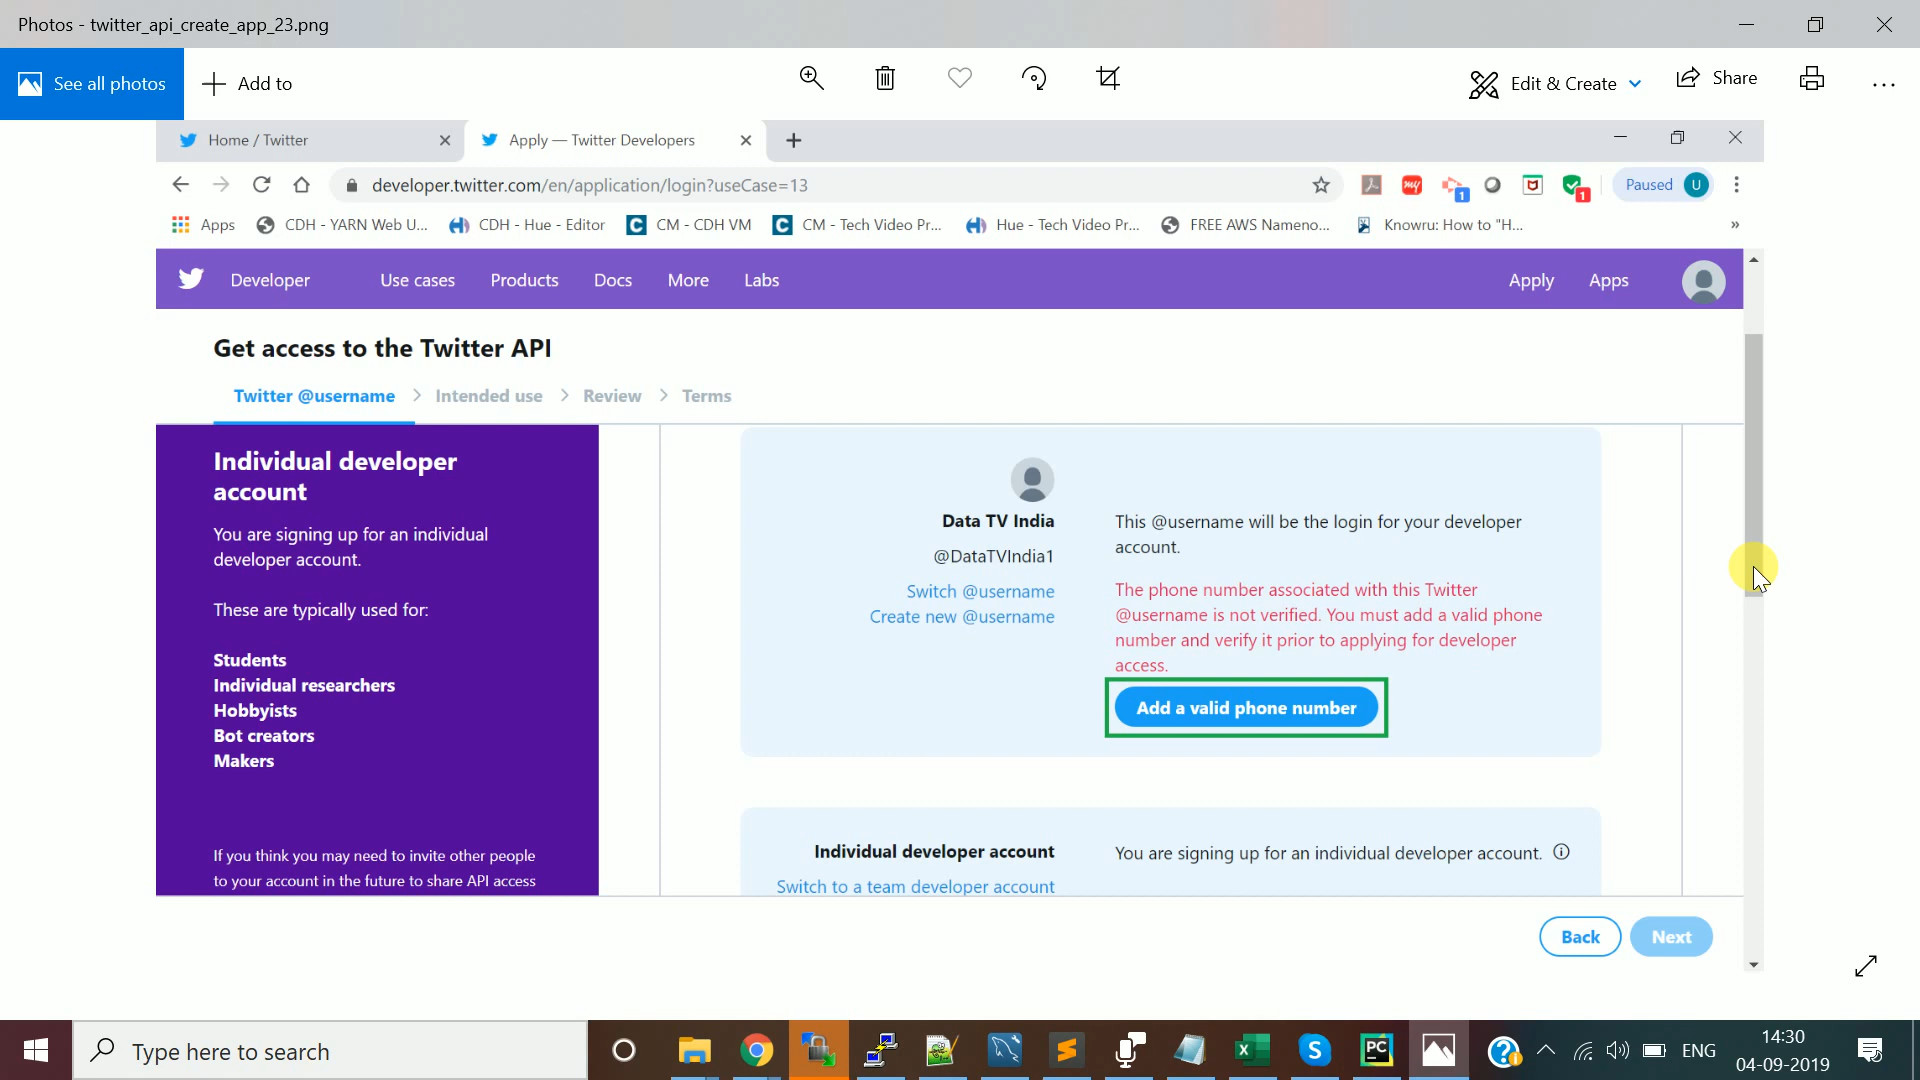 Photos - twitter_api_create_app_23.png
See all photos
Add to
Edit & Create
Share
Home / Twitter
Apply — Twitter Developers
developer.twitter.com/en/application/login?useCase=13
Paused
U
Apps
CDH - YARN Web U...
CDH - Hue - Editor
CM - CDH VM
CM - Tech Video Pr...
Hue - Tech Video Pr...
FREE AWS Nameno...
Knowru: How to "H...
»
Developer
Use cases
Products
Docs
More
Labs
Apply
Apps
Get access to the Twitter API
Twitter @username
Intended use
Review
Terms
Individual developer
account
You are signing up for an individual
developer account.
These are typically used for:
Students
Individual researchers
Hobbyists
Bot creators
Makers
If you think you may need to invite other people
to your account in the future to share API access
Data TV India
@DataTVIndia1
Switch @username
Create new @username
This @username will be the login for your developer
account.
The phone number associated with this Twitter
@username is not verified. You must add a valid phone
number and verify it prior to applying for developer
access.
Add a valid phone number
Individual developer account
Switch to a team developer account
You are signing up for an individual developer account.
Back
Next
Type here to search
ENG
14:30
04-09-2019